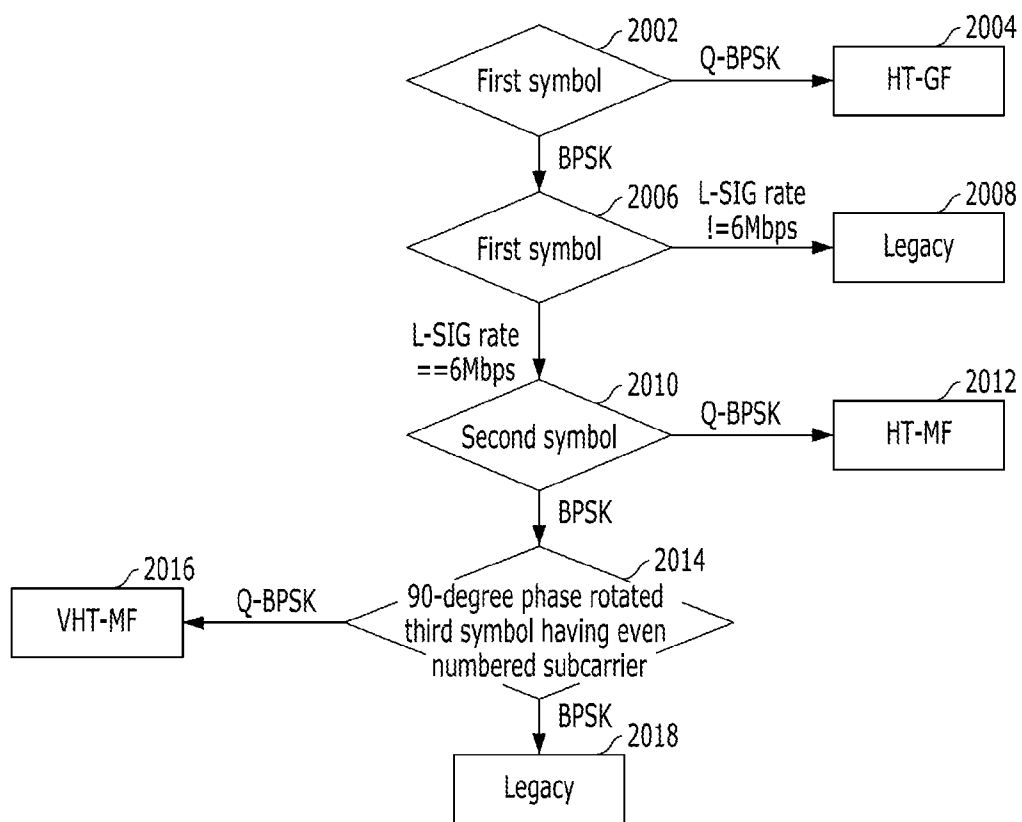 2002
First symbol
Q-BPSK
2004
HT-GF
BPSK
2006
First symbol
L-SIG rate
!=6Mbps
2008
Legacy
L-SIG rate
==6Mbps
2010
Second symbol
Q-BPSK
2012
HT-MF
BPSK
2014
90-degree phase rotated
third symbol having even
numbered subcarrier
Q-BPSK
2016
VHT-MF
BPSK
2018
Legacy